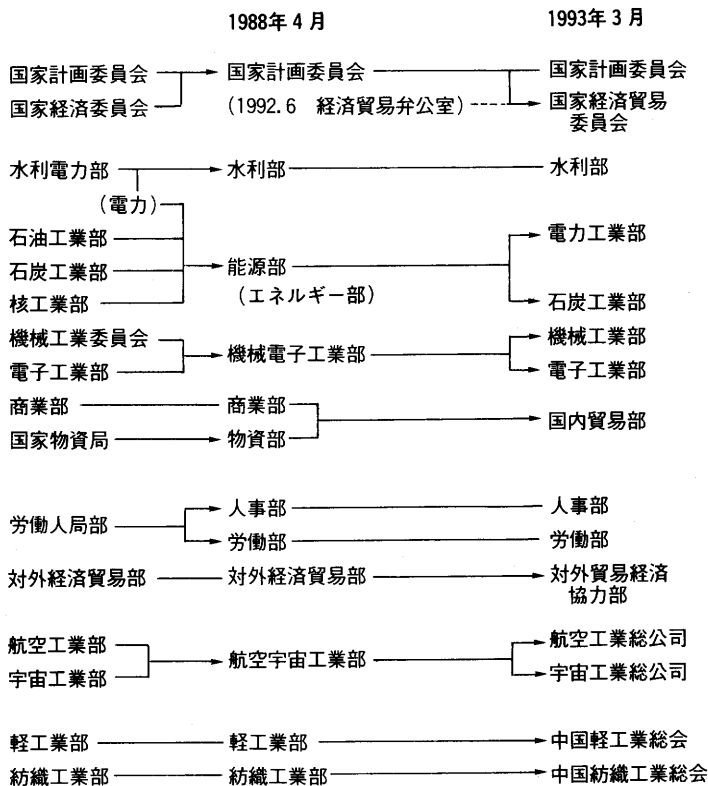 1988年4月 1993年3月
国家計画委員会 国家計画委員会 国家計画委員会
国家経済委員会 (1992.6 経済貿易弁公室) 国家経済貿易
委員会
水利電力部 水利部 水利部
(電力)
石油工業部 電力工業部
石炭工業部 能源部
核工業部 (エネルギー部) 石炭工業部
機械工業委員会 機械工業部
機械電子工業部
電子工業部 電子工業部
商業部 商業部
国内貿易部
国家物資局 物資部
人事部 人事部
労働人局部
労働部 労働部
対外経済貿易部 対外経済貿易部 対外貿易経済
協力部
航空工業部 航空工業総公司
航空宇宙工業部
宇宙工業部 宇宙工業総公司
軽工業部 軽工業部 中国軽工業総会
紡織工業部 紡織工業部 中国紡織工業総会